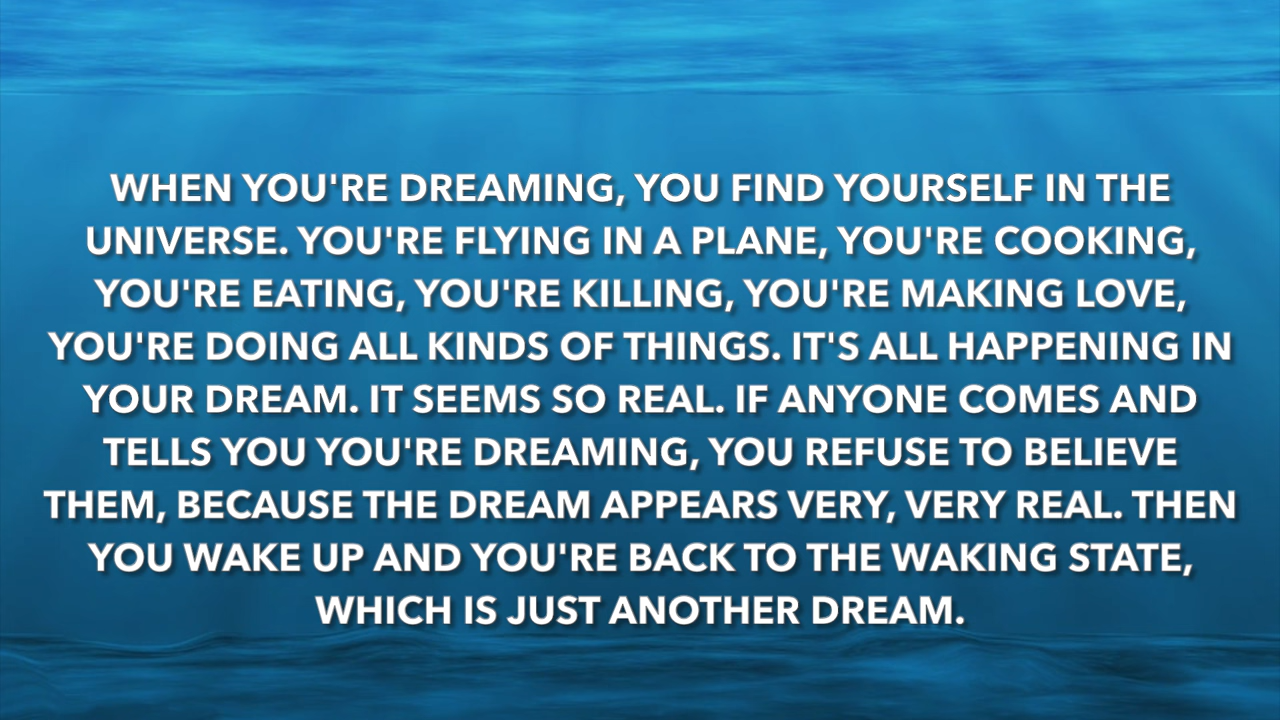 WHEN YOU'RE DREAMING, YOU FIND YOURSELF IN THE
UNIVERSE. YOU'RE FLYING IN A PLANE, YOU'RE COOKING,
YOU'RE EATING, YOU'RE KILLING, YOU'RE MAKING LOVE,
YOU'RE DOING ALL KINDS OF THINGS. IT'S ALL HAPPENING IN
YOUR DREAM. IT SEEMS SO REAL. IF ANYONE COMES AND
TELLS YOU YOU'RE DREAMING, YOU REFUSE TO BELIEVE
THEM, BECAUSE THE DREAM APPEARS VERY, VERY REAL. THEN
YOU WAKE UP AND YOU'RE BACK TO THE WAKING STATE,
WHICH IS JUST ANOTHER DREAM.